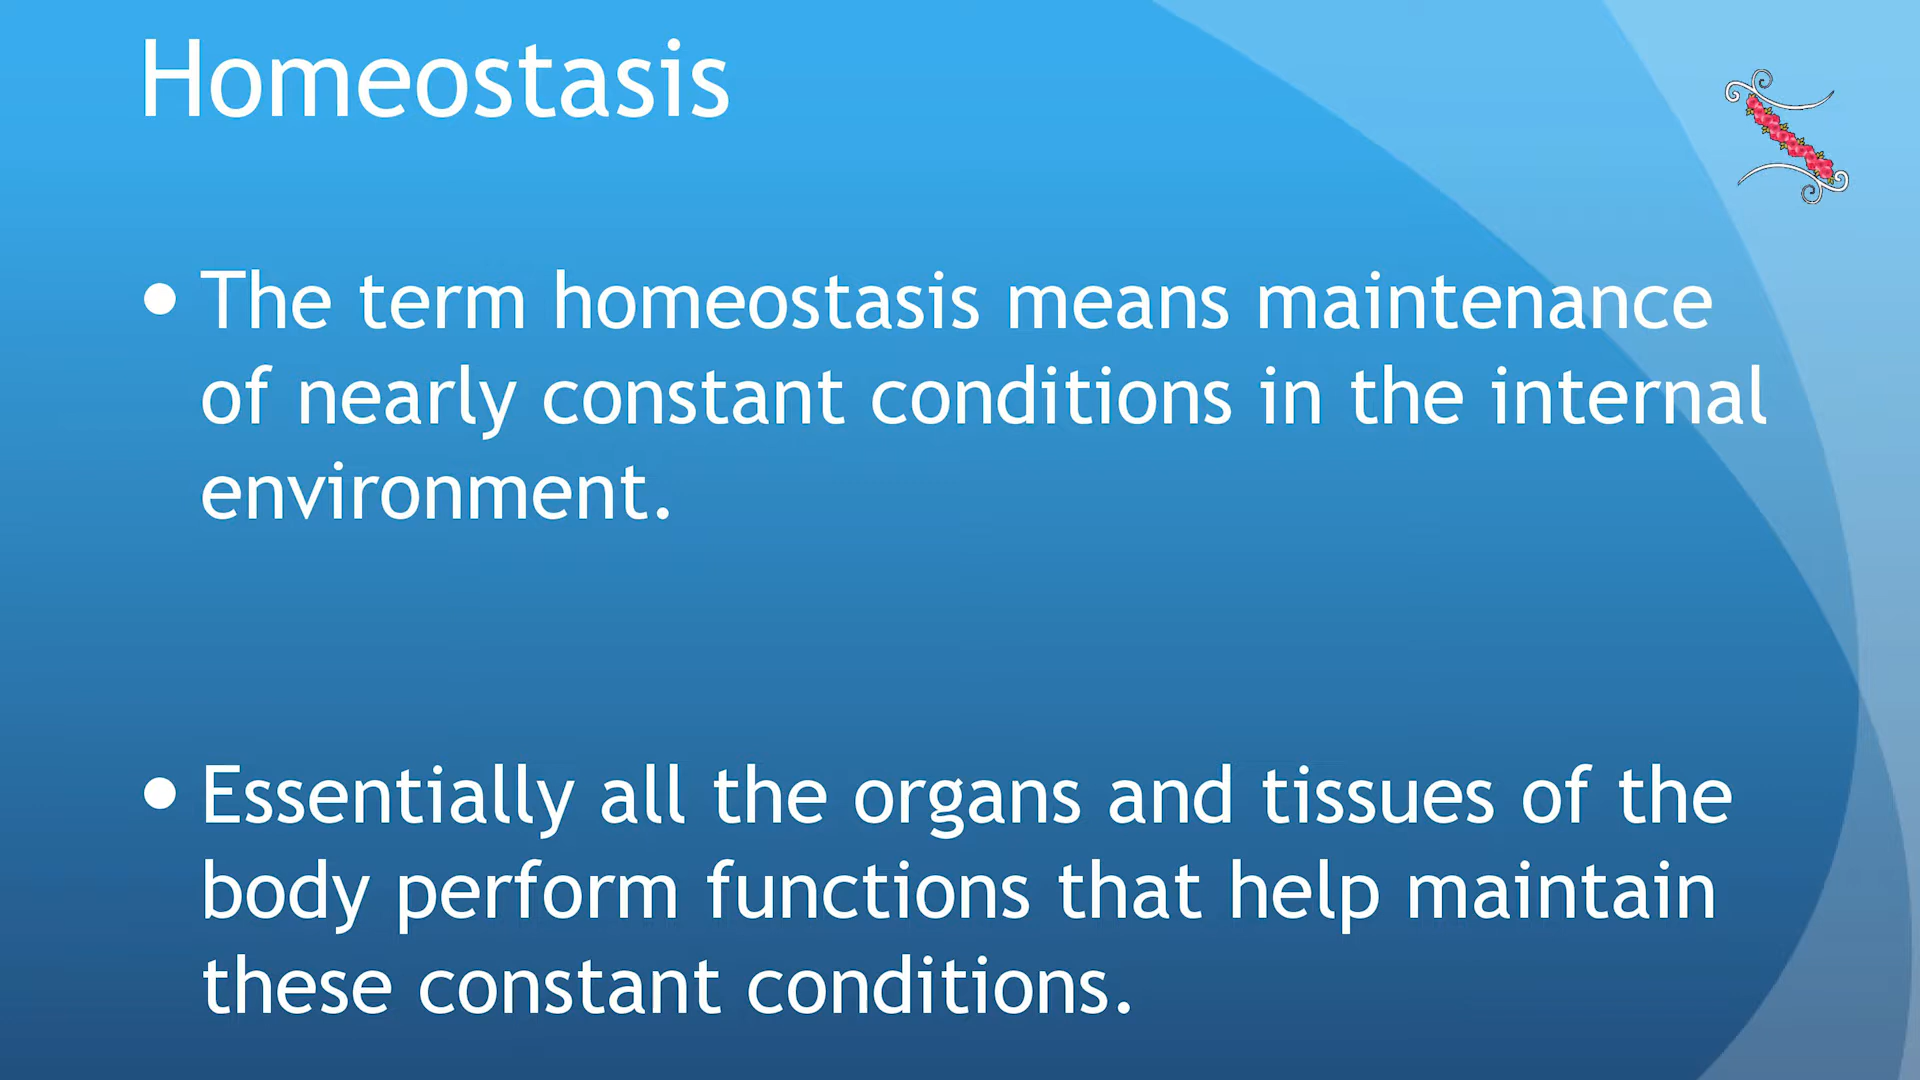 Homeostasis
• The term homeostasis means maintenance
of nearly constant conditions in the internal
environment.
• Essentially all the organs and tissues of the
body perform functions that help maintain
these constant conditions.